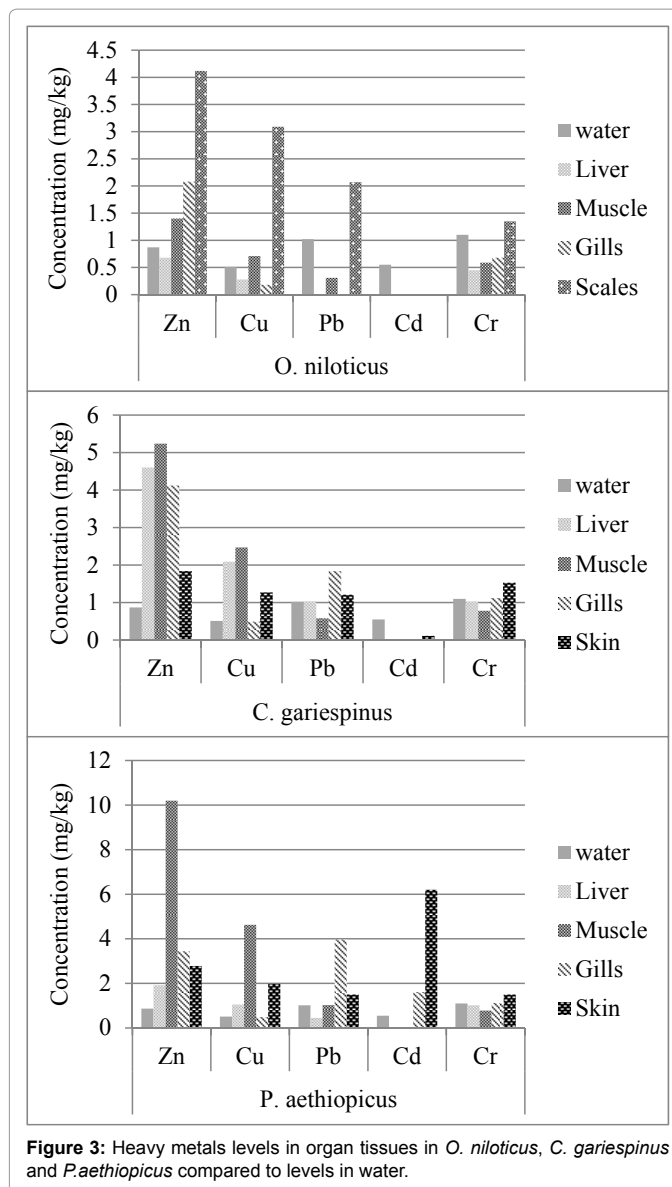 Concentration (mg/kg)
4.5
4
3.5
3
2.5
2
1.5
1
0.5
0
Zn Cu Pb Cd Cr
O. niloticus
water
Liver
Muscle
Gills
Scales
Concentration (mg/kg)
6
5
4
3
2
1
0
Zn Cu Pb Cd Cr
C. gariespinus
water
Liver
Muscle
Gills
Skin
Concentration (mg/kg)
12
10
8
6
4
2
0
Zn Cu Pb Cd Cr
P. aethiopicus
water
Liver
Muscle
Gills
Skin
Figure 3: Heavy metals levels in organ tissues in O. niloticus, C. gariespinus
and P.aethiopicus compared to levels in water.